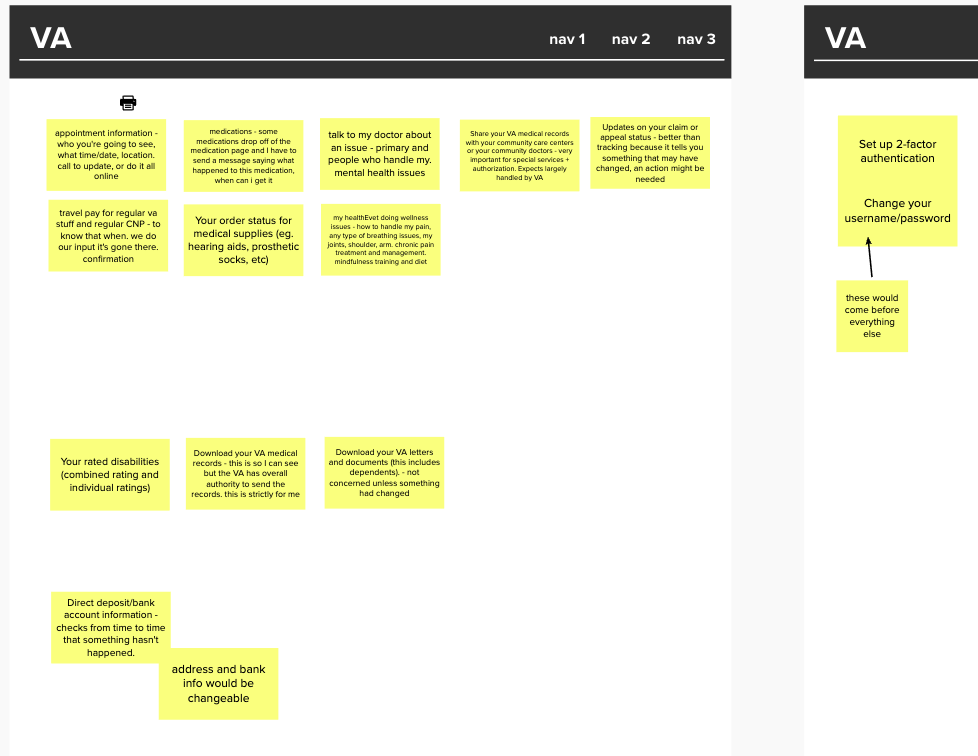 VA
nav 1 nav 2 nav 3
VA
appointment information -
who you're going to see,
what time/date, location.
call to update, or do it all
online
medications - some
medications drop off of the
medication page and I have to
send a message saying what
happened to this medication,
when can i get it
talk to my doctor about
an issue - primary and
people who handle my.
mental health issues
Share your VA medical records
with your community care centers
or your community doctors - very
important for special services +
authorization. Expects largely
handled by VA
Updates on your claim or
appeal status - better than
tracking because it tells you
something that may have
changed, an action might be
needed
travel pay for regular va
stuff and regular CNP - to
know that when. we do
our input it's gone there.
confirmation
Your order status for
medical supplies (eg.
hearing aids, prosthetic
socks, etc)
my healthEvet doing wellness
issues - how to handle my pain,
any type of breathing issues, my
joints, shoulder, arm. chronic pain
treatment and management.
mindfulness training and diet
Your rated disabilities
(combined rating and
individual ratings)
Download your VA medical
records - this is so I can see
but the VA has overall
authority to send the
records. this is strictly for me
Download your VA letters
and documents (this includes
dependents). - not
concerned unless something
had changed
Direct deposit/bank
account information -
checks from time to time
that something hasn't
happened.
address and bank
info would be
changeable
Set up 2-factor
authentication
Change your
username/password
these would
come before
everything
else